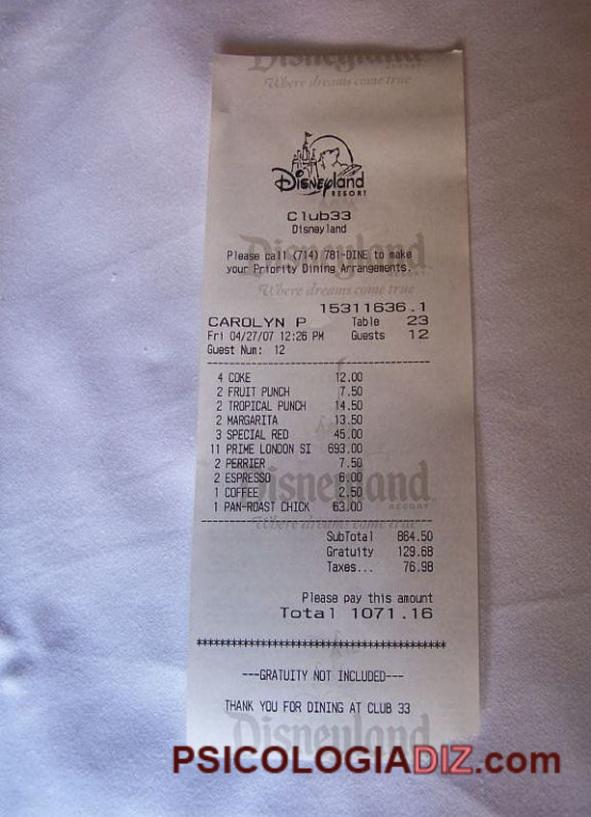 Disneyland
RESORT
Where dreams come true
Disneyland
RESORT
Club33
Disneyland
Disneyland
Please call (714) 781-DINE to make
your Priority Dining Arrangements.
Where dreams come true
15311636.1
CAROLYN P Table 23
Fri 04/27/07 12:26 PM Guests 12
Guest Num: 12
4 COKE 12.00
2 FRUIT PUNCH 7.50
2 TROPICAL PUNCH 14.50
2 MARGARITA 13.50
3 SPECIAL RED 45.00
11 PRIME LONDON SI 693.00
2 PERRIER 7.50
2 ESPRESSO 6.00
1 COFFEE 2.50
1 PAN-ROAST CHICK 63.00
Disneyland
RESORT
Where dreams come true
SubTotal 864.50
Gratuity 129.68
Taxes... 76.98
Please pay this amount
Total 1071.16
************************************************
---GRATUITY NOT INCLUDED---
THANK YOU FOR DINING AT CLUB 33
Disneyland
PSICOLOGIADIZ.com